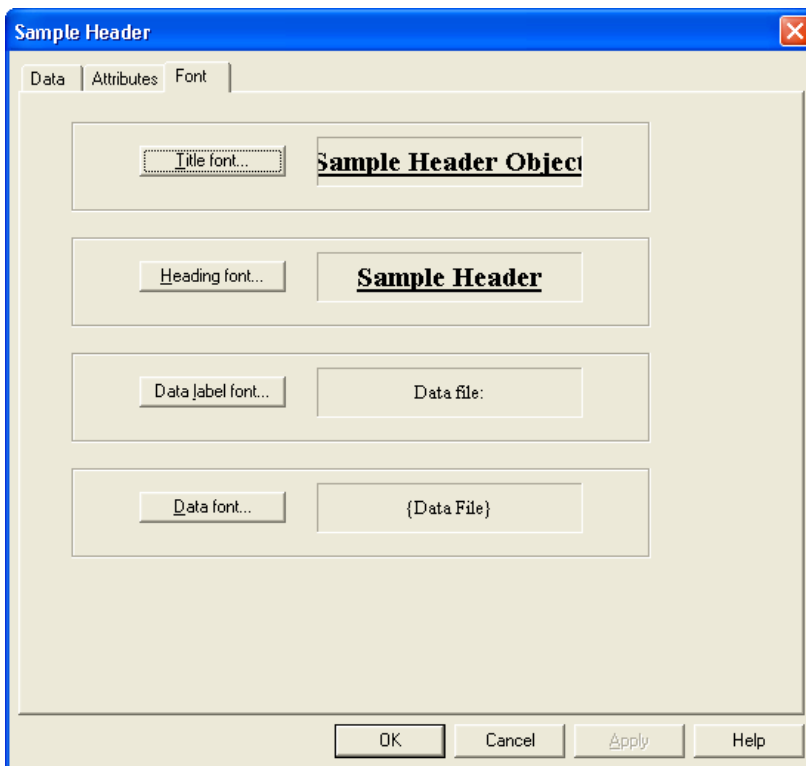 Sample Header
Data Attributes Font
Title font... Sample Header Object
Heading font... Sample Header
Data label font... Data file:
Data font... {Data File}
OK Cancel Apply Help